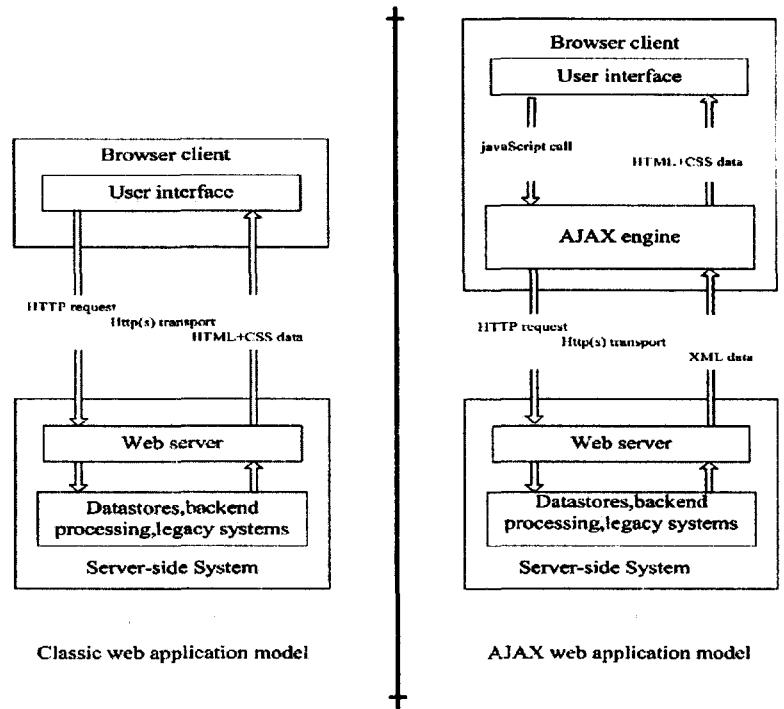 Browser client
User interface
HTTP request
Http(s) transport
HTML+CSS data
Web server
Datastores,backend
processing,legacy systems
Server-side System
Classic web application model
Browser client
User interface
javaScript call
HTML+CSS data
AJAX engine
HTTP request
Http(s) transport
XML data
Web server
Datastores,backend
processing,legacy systems
Server-side System
AJAX web application model